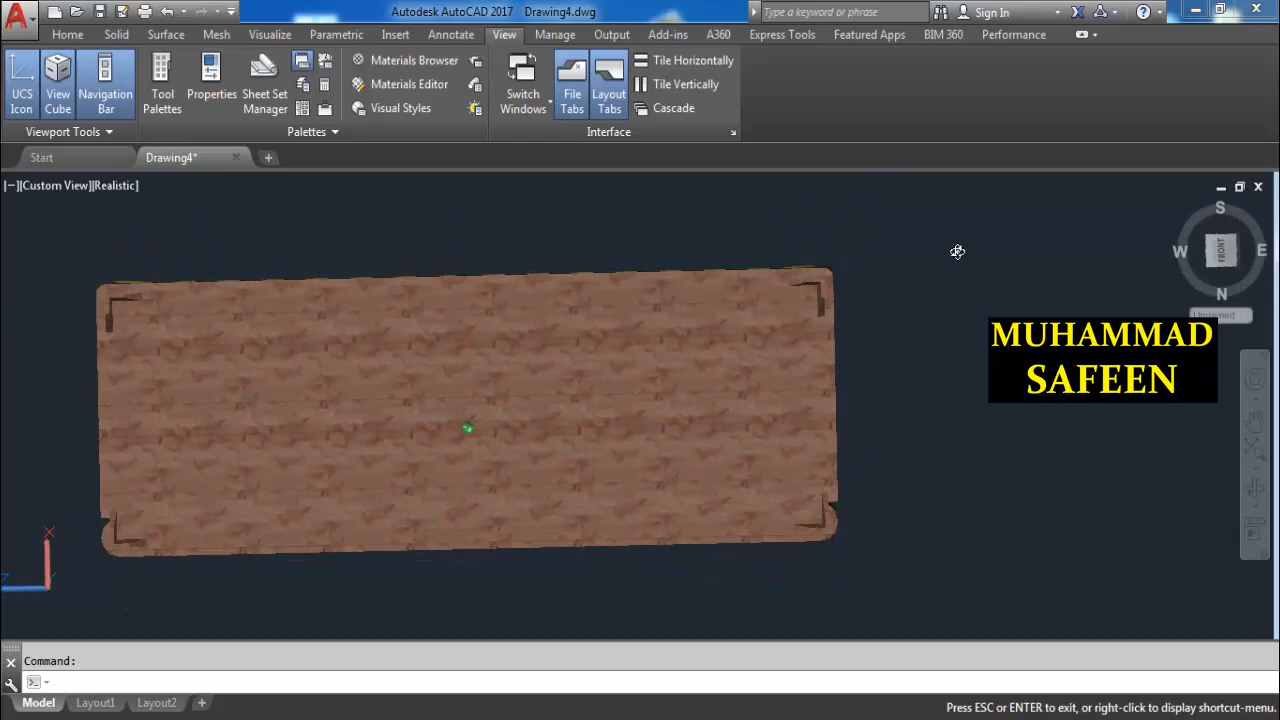 Autodesk AutoCAD 2017 Drawing4.dwg
Type a keyword or phrase
Sign In
Home Solid Surface Mesh Visualize Parametric Insert Annotate View Manage Output Add-ins A360 Express Tools Featured Apps BIM 360 Performance
UCS
Icon
View
Cube
Navigation
Bar
Viewport Tools
Tool
Palettes
Properties
Sheet Set
Manager
Materials Browser
Materials Editor
Visual Styles
Palettes
Switch
Windows
File
Tabs
Layout
Tabs
Tile Horizontally
Tile Vertically
Cascade
Interface
Start
Drawing4*
[−][Custom View][Realistic]
S
W
FRONT
E
N
Unnamed
MUHAMMAD
SAFEEN
X
Command:
Model Layout1 Layout2
Press ESC or ENTER to exit, or right-click to display shortcut-menu.